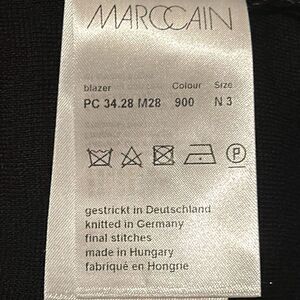 MARCCAIN
blazer Colour Size
PC 34.28 M28 900 N 3
P
gestrickt in Deutschland
knitted in Germany
final stitches
made in Hungary
fabriqué en Hongrie